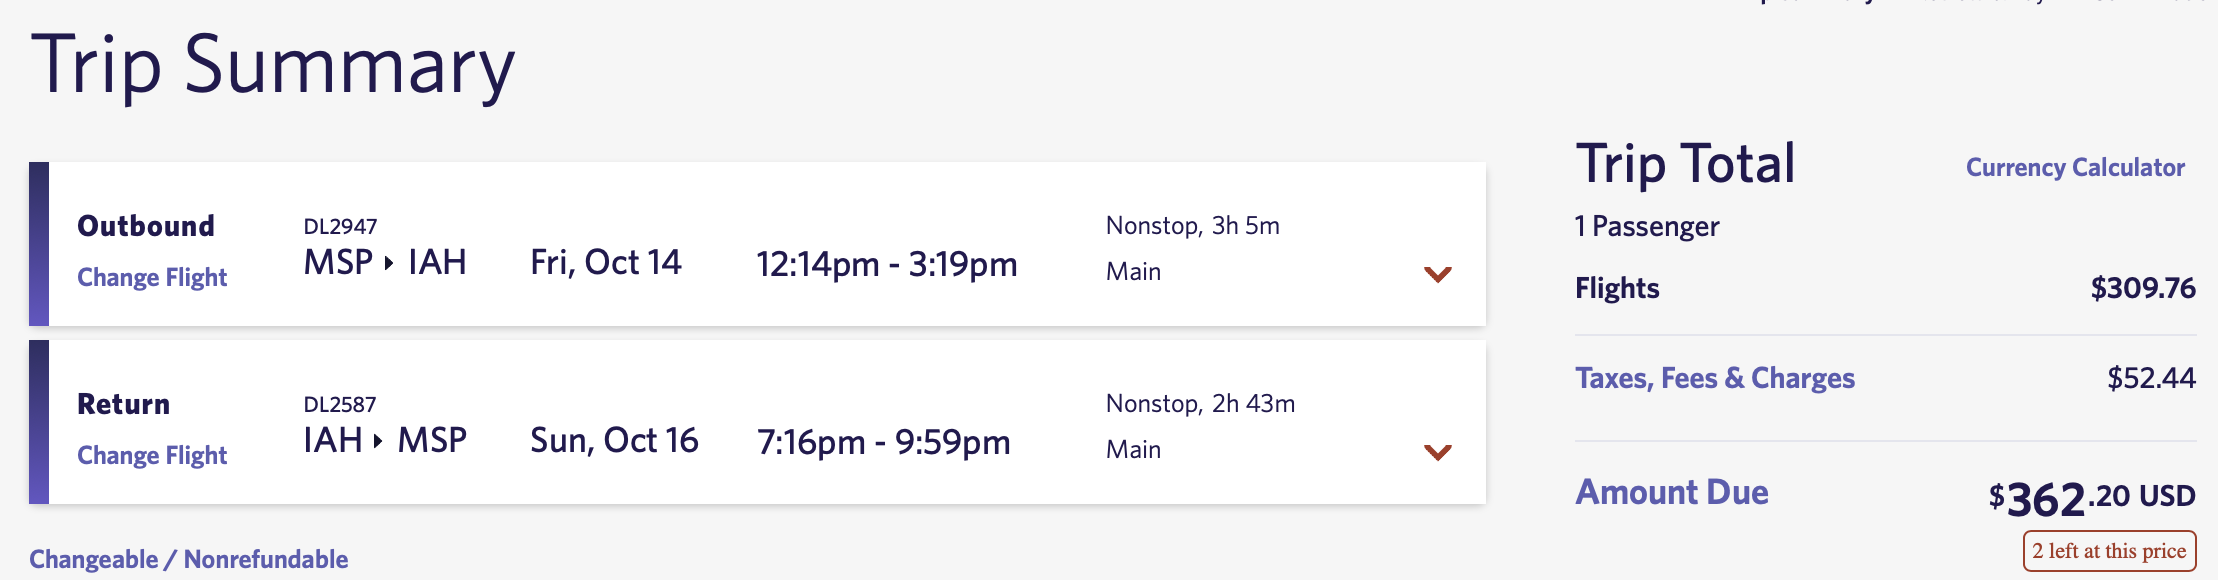 Trip Summary
Outbound
Change Flight
DL2947
MSP ▸ IAH
Fri, Oct 14
12:14pm - 3:19pm
Nonstop, 3h 5m
Main
Return
Change Flight
DL2587
IAH ▸ MSP
Sun, Oct 16
7:16pm - 9:59pm
Nonstop, 2h 43m
Main
Changeable / Nonrefundable
Trip Total
Currency Calculator
1 Passenger
Flights $309.76
Taxes, Fees & Charges $52.44
Amount Due $362.20 USD
2 left at this price